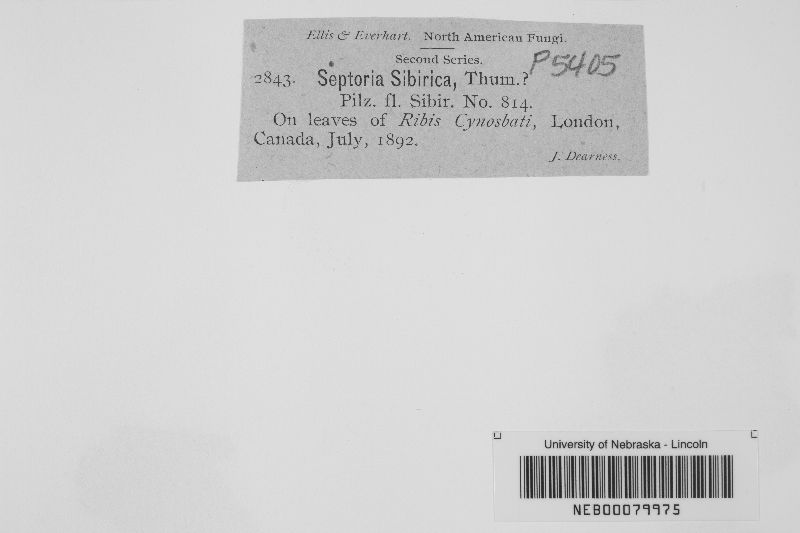 Ellis & Everhart. North American Fungi.
Second Series.
P5405
2843. Septoria Sibirica, Thum.?
Pilz. fl. Sibir. No. 814.
On leaves of Ribis Cynosbati, London,
Canada, July, 1892.
J. Dearness.
University of Nebraska - Lincoln
NEB00079975